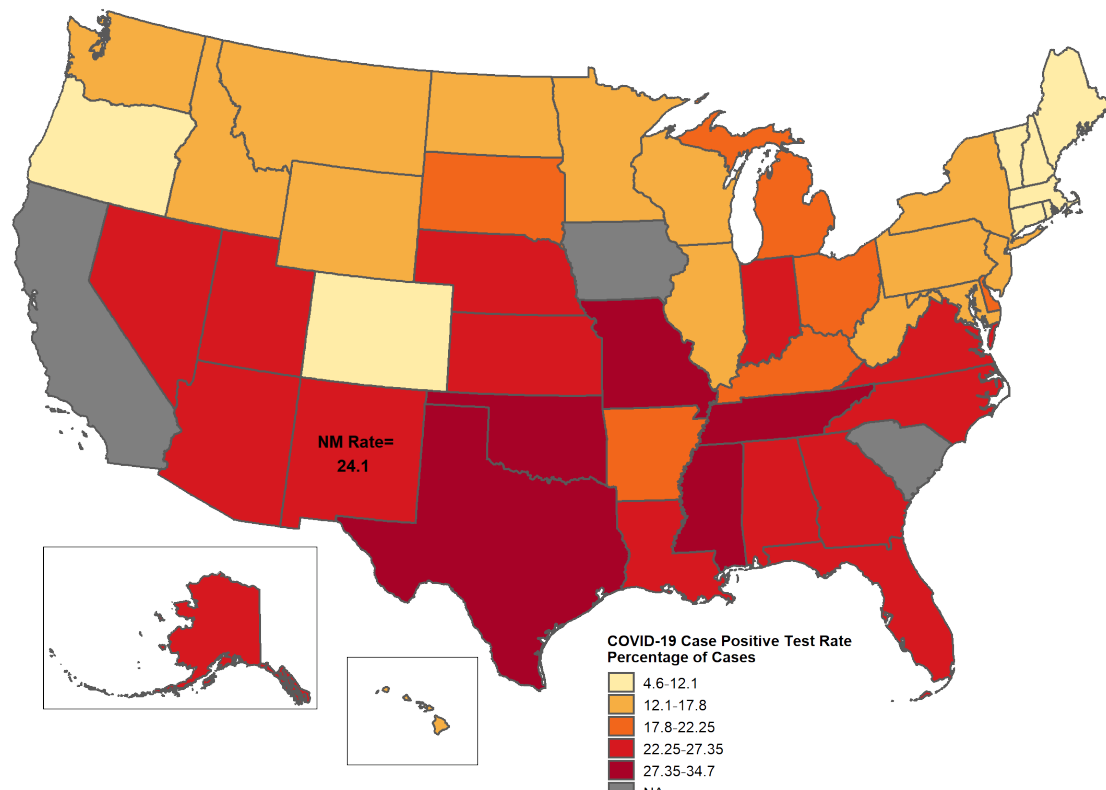 NM Rate=
24.1
COVID-19 Case Positive Test Rate
Percentage of Cases
4.6-12.1
12.1-17.8
17.8-22.25
22.25-27.35
27.35-34.7
NA